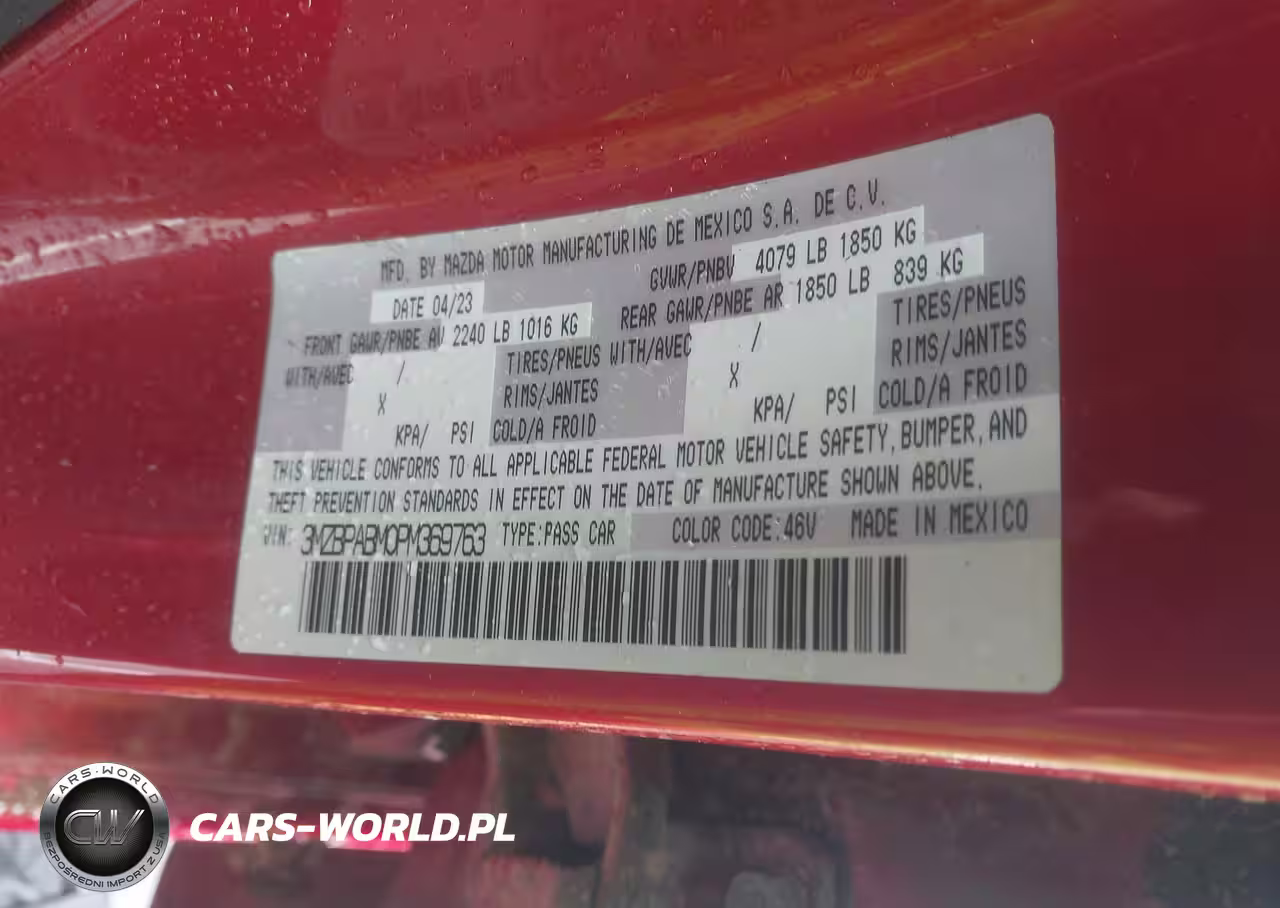 MFD. BY MAZDA MOTOR MANUFACTURING DE MEXICO S.A. DE C.V.
DATE 04/23 GVWR/PNBV 4079 LB 1850 KG
FRONT GAWR/PNBE AV 2240 LB 1016 KG REAR GAWR/PNBE AR 1850 LB 839 KG
WITH/AVEC / TIRES/PNEUS WITH/AVEC / TIRES/PNEUS
X RIMS/JANTES X RIMS/JANTES
KPA/ PSI COLD/A FROID KPA/ PSI COLD/A FROID
THIS VEHICLE CONFORMS TO ALL APPLICABLE FEDERAL MOTOR VEHICLE SAFETY, BUMPER, AND
THEFT PREVENTION STANDARDS IN EFFECT ON THE DATE OF MANUFACTURE SHOWN ABOVE.
VIN: 3MZBPABM0PM369763 TYPE:PASS CAR COLOR CODE:46V MADE IN MEXICO
CARS-WORLD
CW
BEZPOŚREDNI IMPORT Z USA
CARS-WORLD.PL